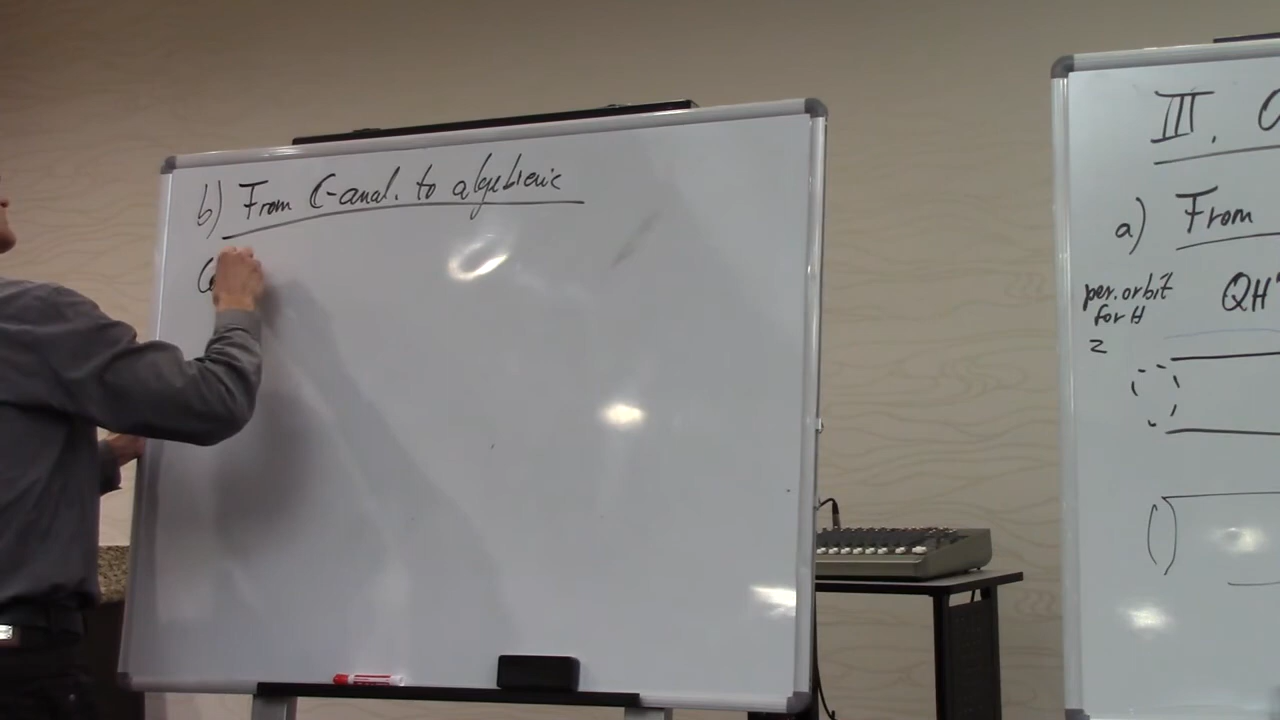 b) From ℂ-anal. to algebraic
III.
a) From
per. orbit
for H
QH
z